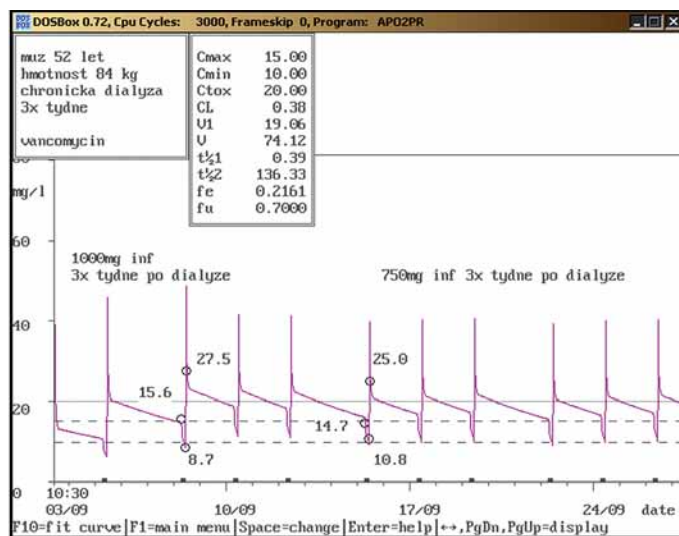 DOSBox 0.72, Cpu Cycles: 3000, Frameskip 0, Program: APO2PR
muz 52 let
hmotnost 84 kg
chronicka dialyza
3x tydne
vancomycin
Cmax 15.00
Cmin 10.00
Ctox 20.00
CL 0.38
V1 19.06
V 74.12
t½1 0.39
t½2 136.33
fe 0.2161
fu 0.7000
80
mg/l
60
1000mg inf
3x tydne po dialyze
750mg inf 3x tydne po dialyze
40
27.5
25.0
15.6
20
14.7
8.7
10.8
0
10:30
03/09
10/09
17/09
24/09
date
F10=fit curve|F1=main menu|Space=change|Enter=help|↔,PgDn,PgUp=display